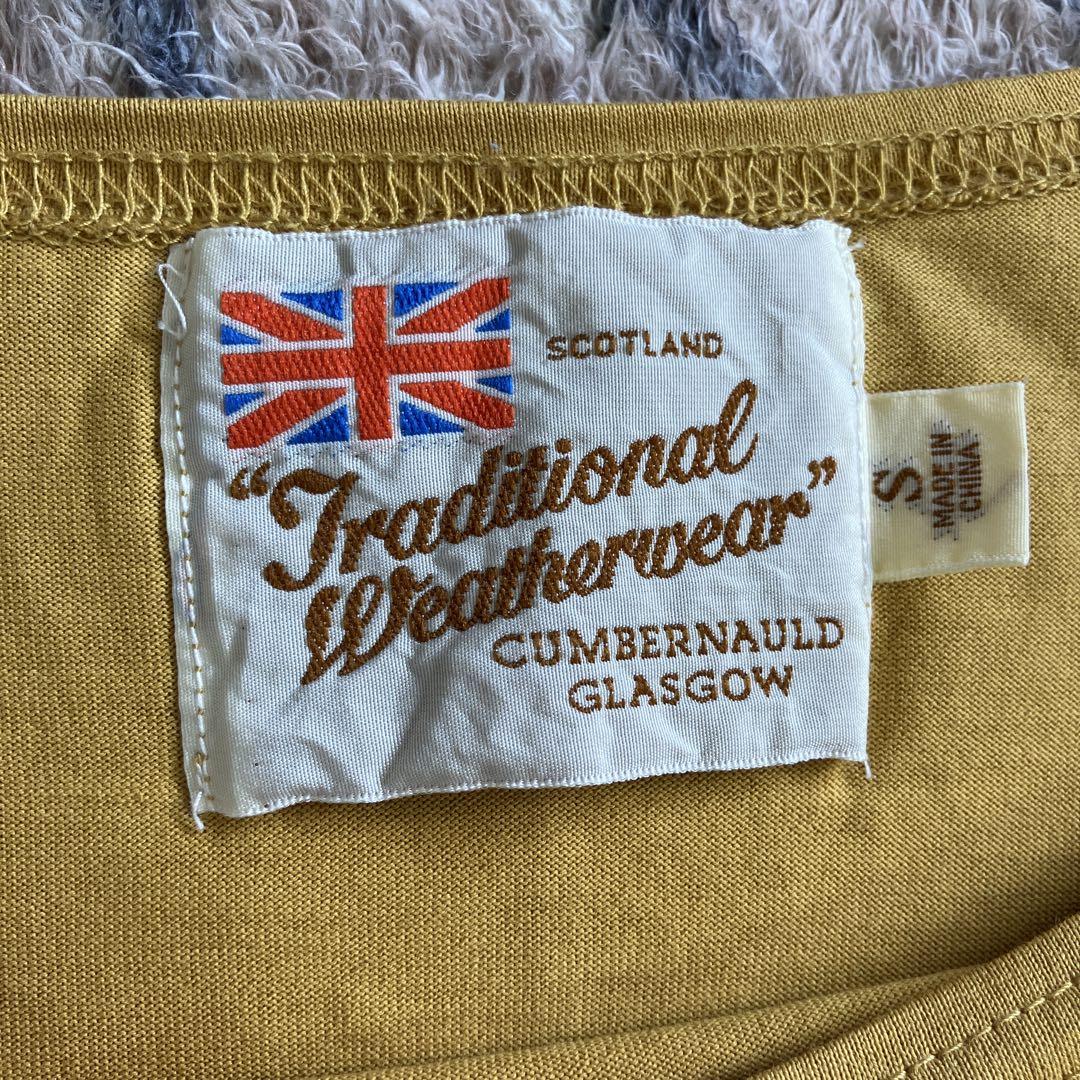 SCOTLAND
"Traditional
Weatherwear"
CUMBERNAULD
GLASGOW
S
MADE IN
CHINA